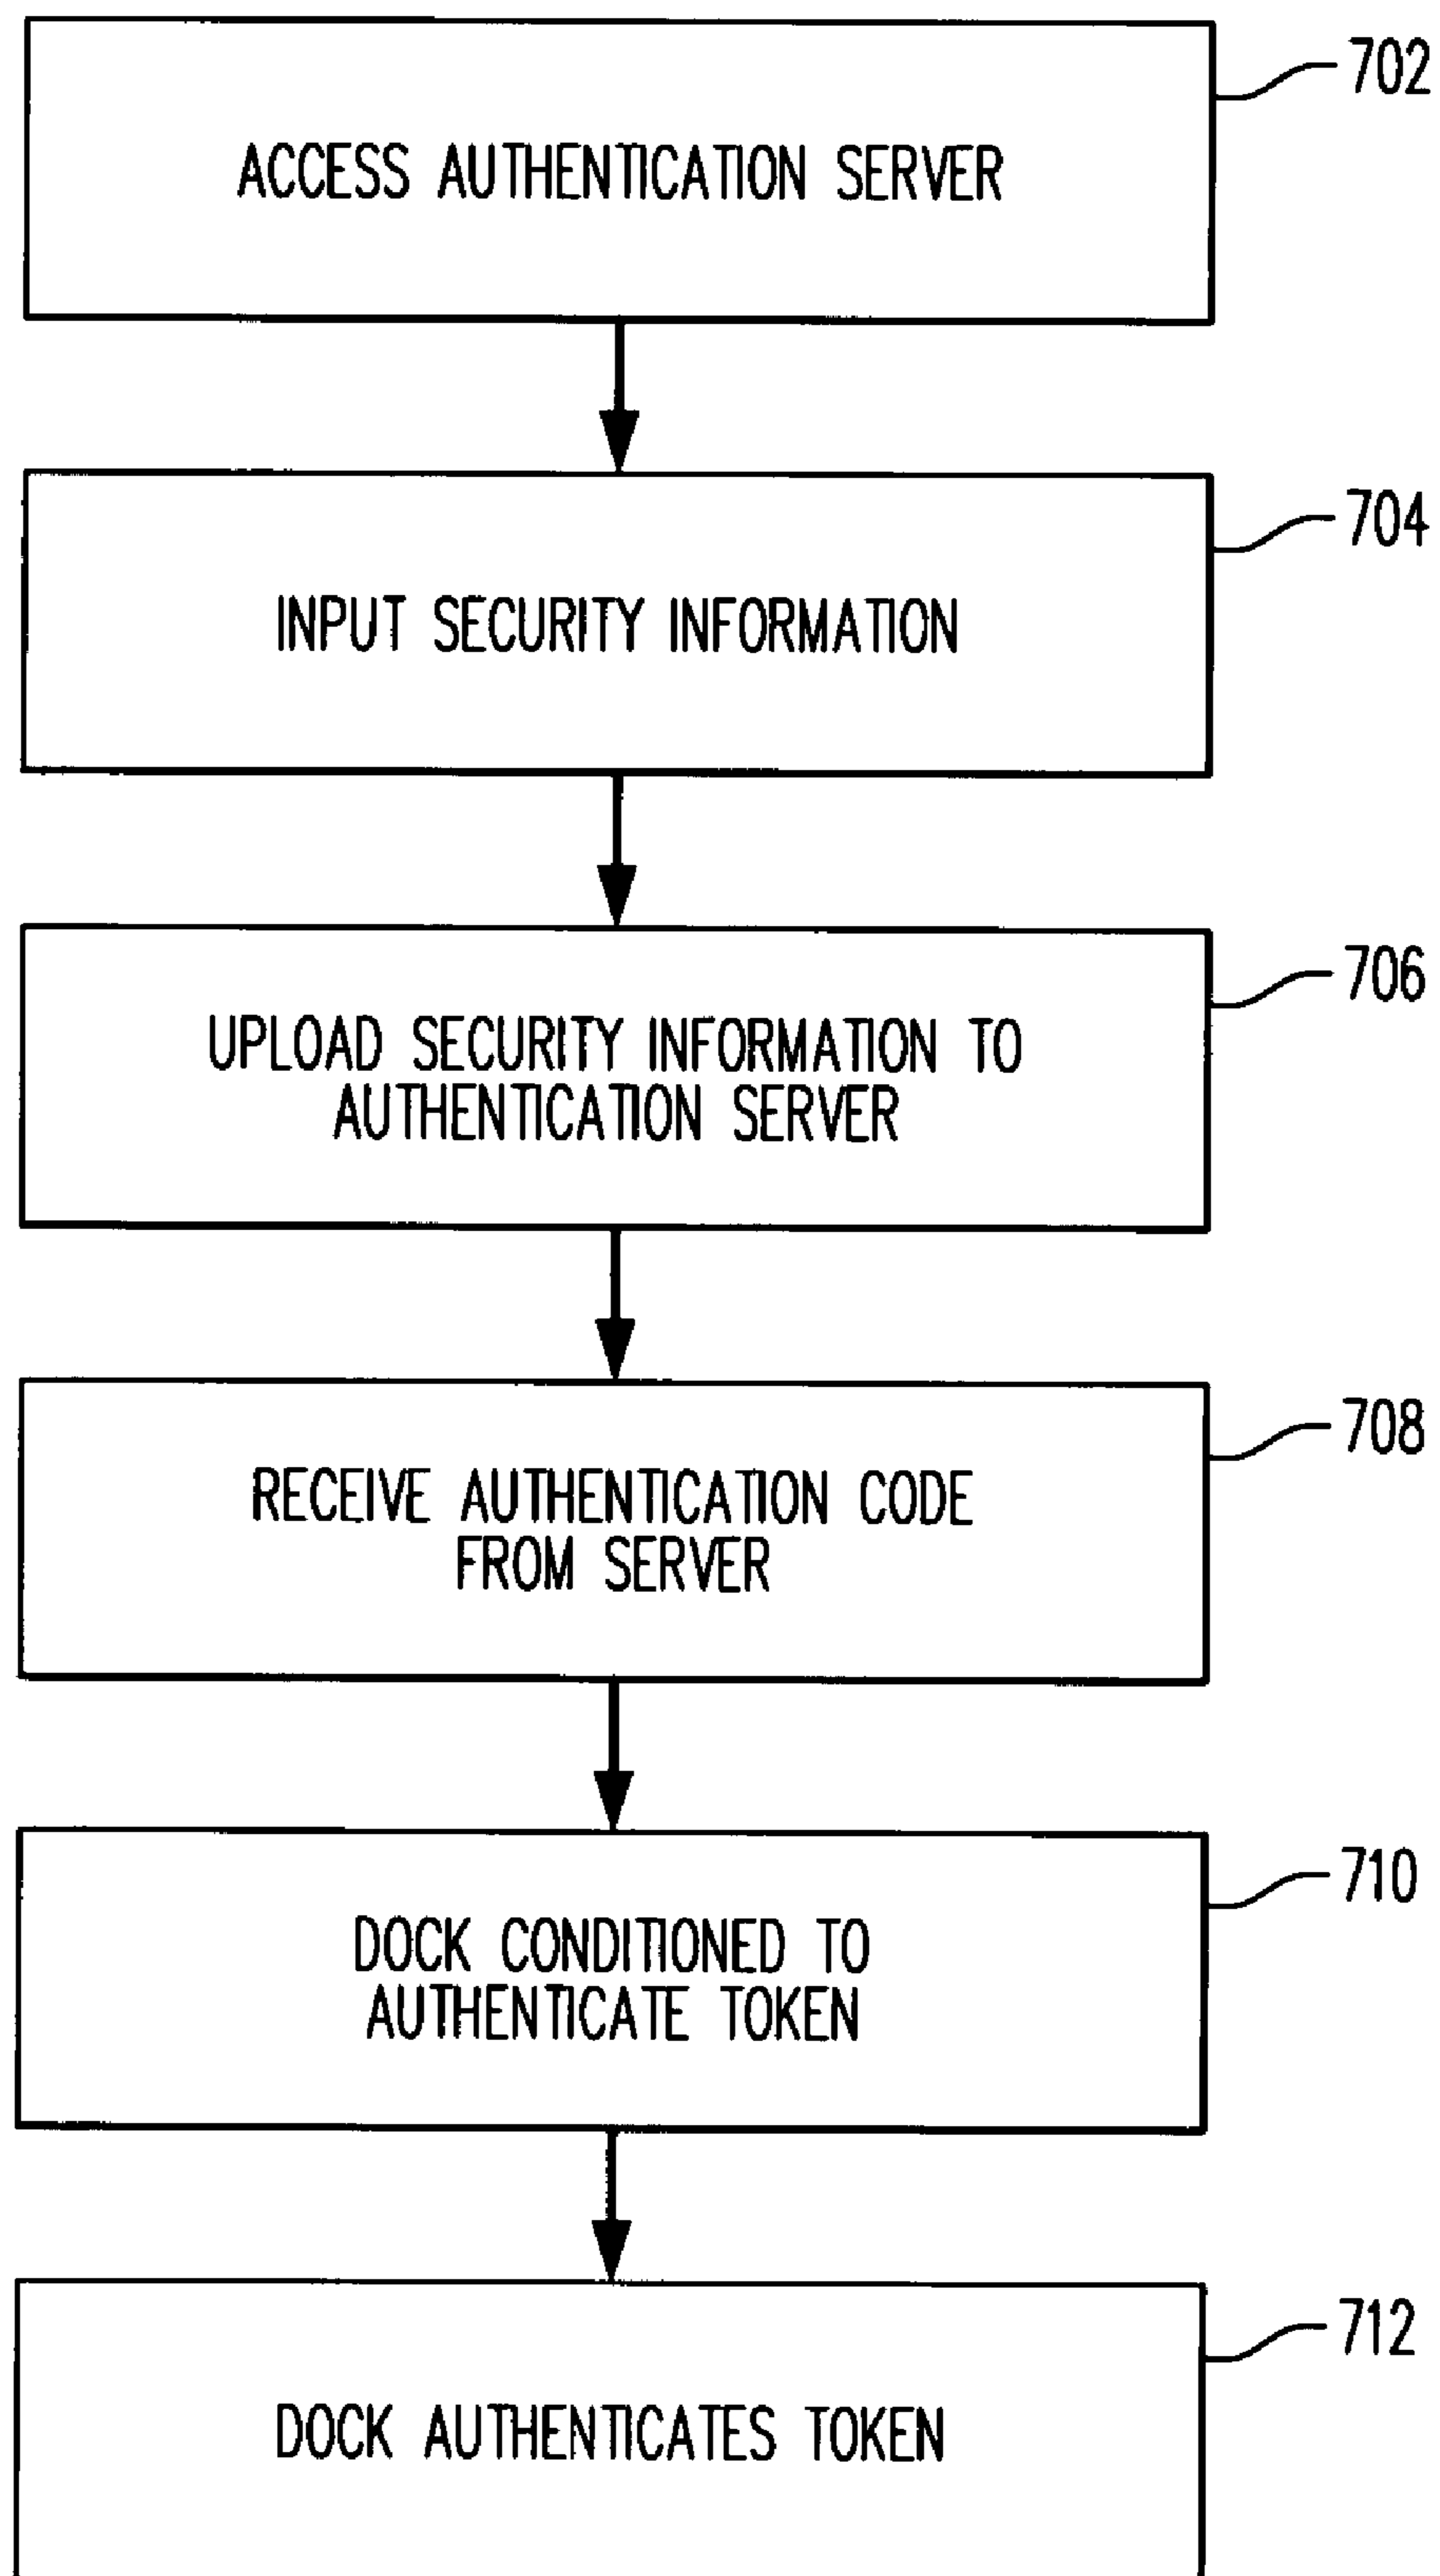 702
ACCESS AUTHENTICATION SERVER
704
INPUT SECURITY INFORMATION
706
UPLOAD SECURITY INFORMATION TO
AUTHENTICATION SERVER
708
RECEIVE AUTHENTICATION CODE
FROM SERVER
710
DOCK CONDITIONED TO
AUTHENTICATE TOKEN
712
DOCK AUTHENTICATES TOKEN